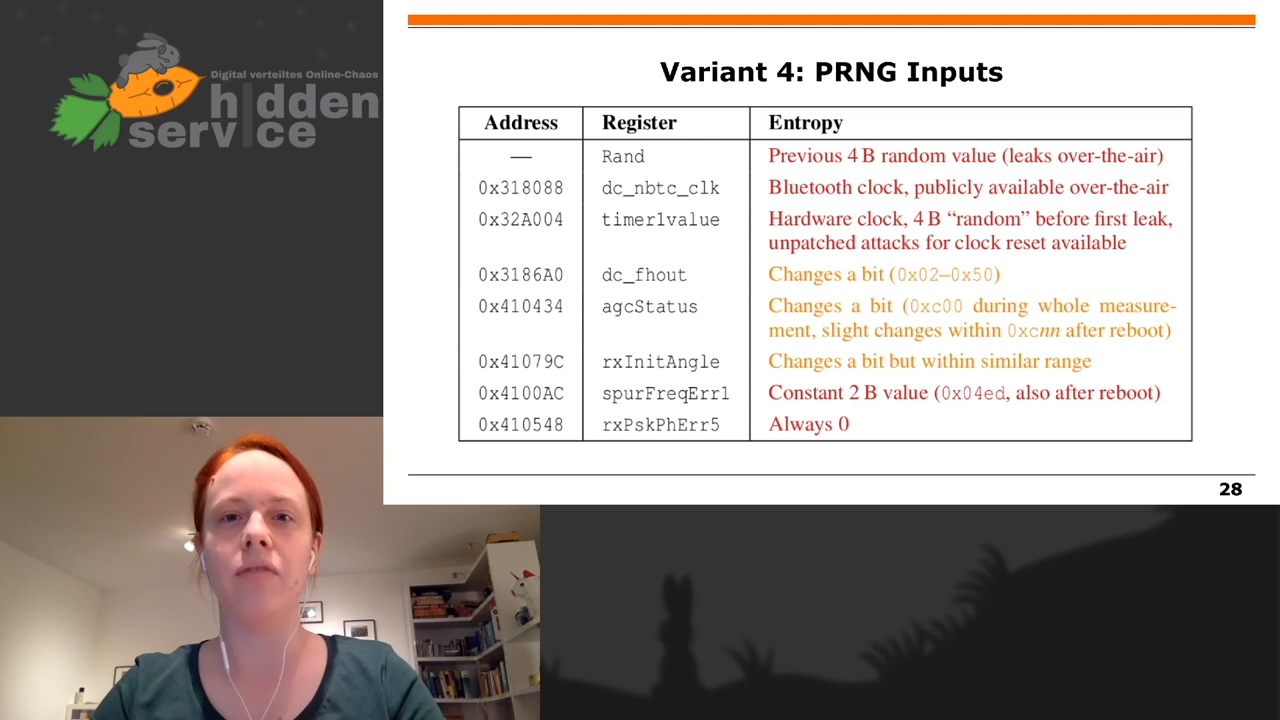 Digital verteiltes Online-Chaos
hidden
service
Variant 4: PRNG Inputs
Address Register Entropy
— Rand Previous 4 B random value (leaks over-the-air)
0x318088 dc_nbtc_clk Bluetooth clock, publicly available over-the-air
0x32A004 timer1value Hardware clock, 4 B “random” before first leak,
unpatched attacks for clock reset available
0x3186A0 dc_fhout Changes a bit (0x02–0x50)
0x410434 agcStatus Changes a bit (0xc00 during whole measure-
ment, slight changes within 0xcnn after reboot)
0x41079C rxInitAngle Changes a bit but within similar range
0x4100AC spurFreqErr1 Constant 2 B value (0x04ed, also after reboot)
0x410548 rxPskPhErr5 Always 0
28